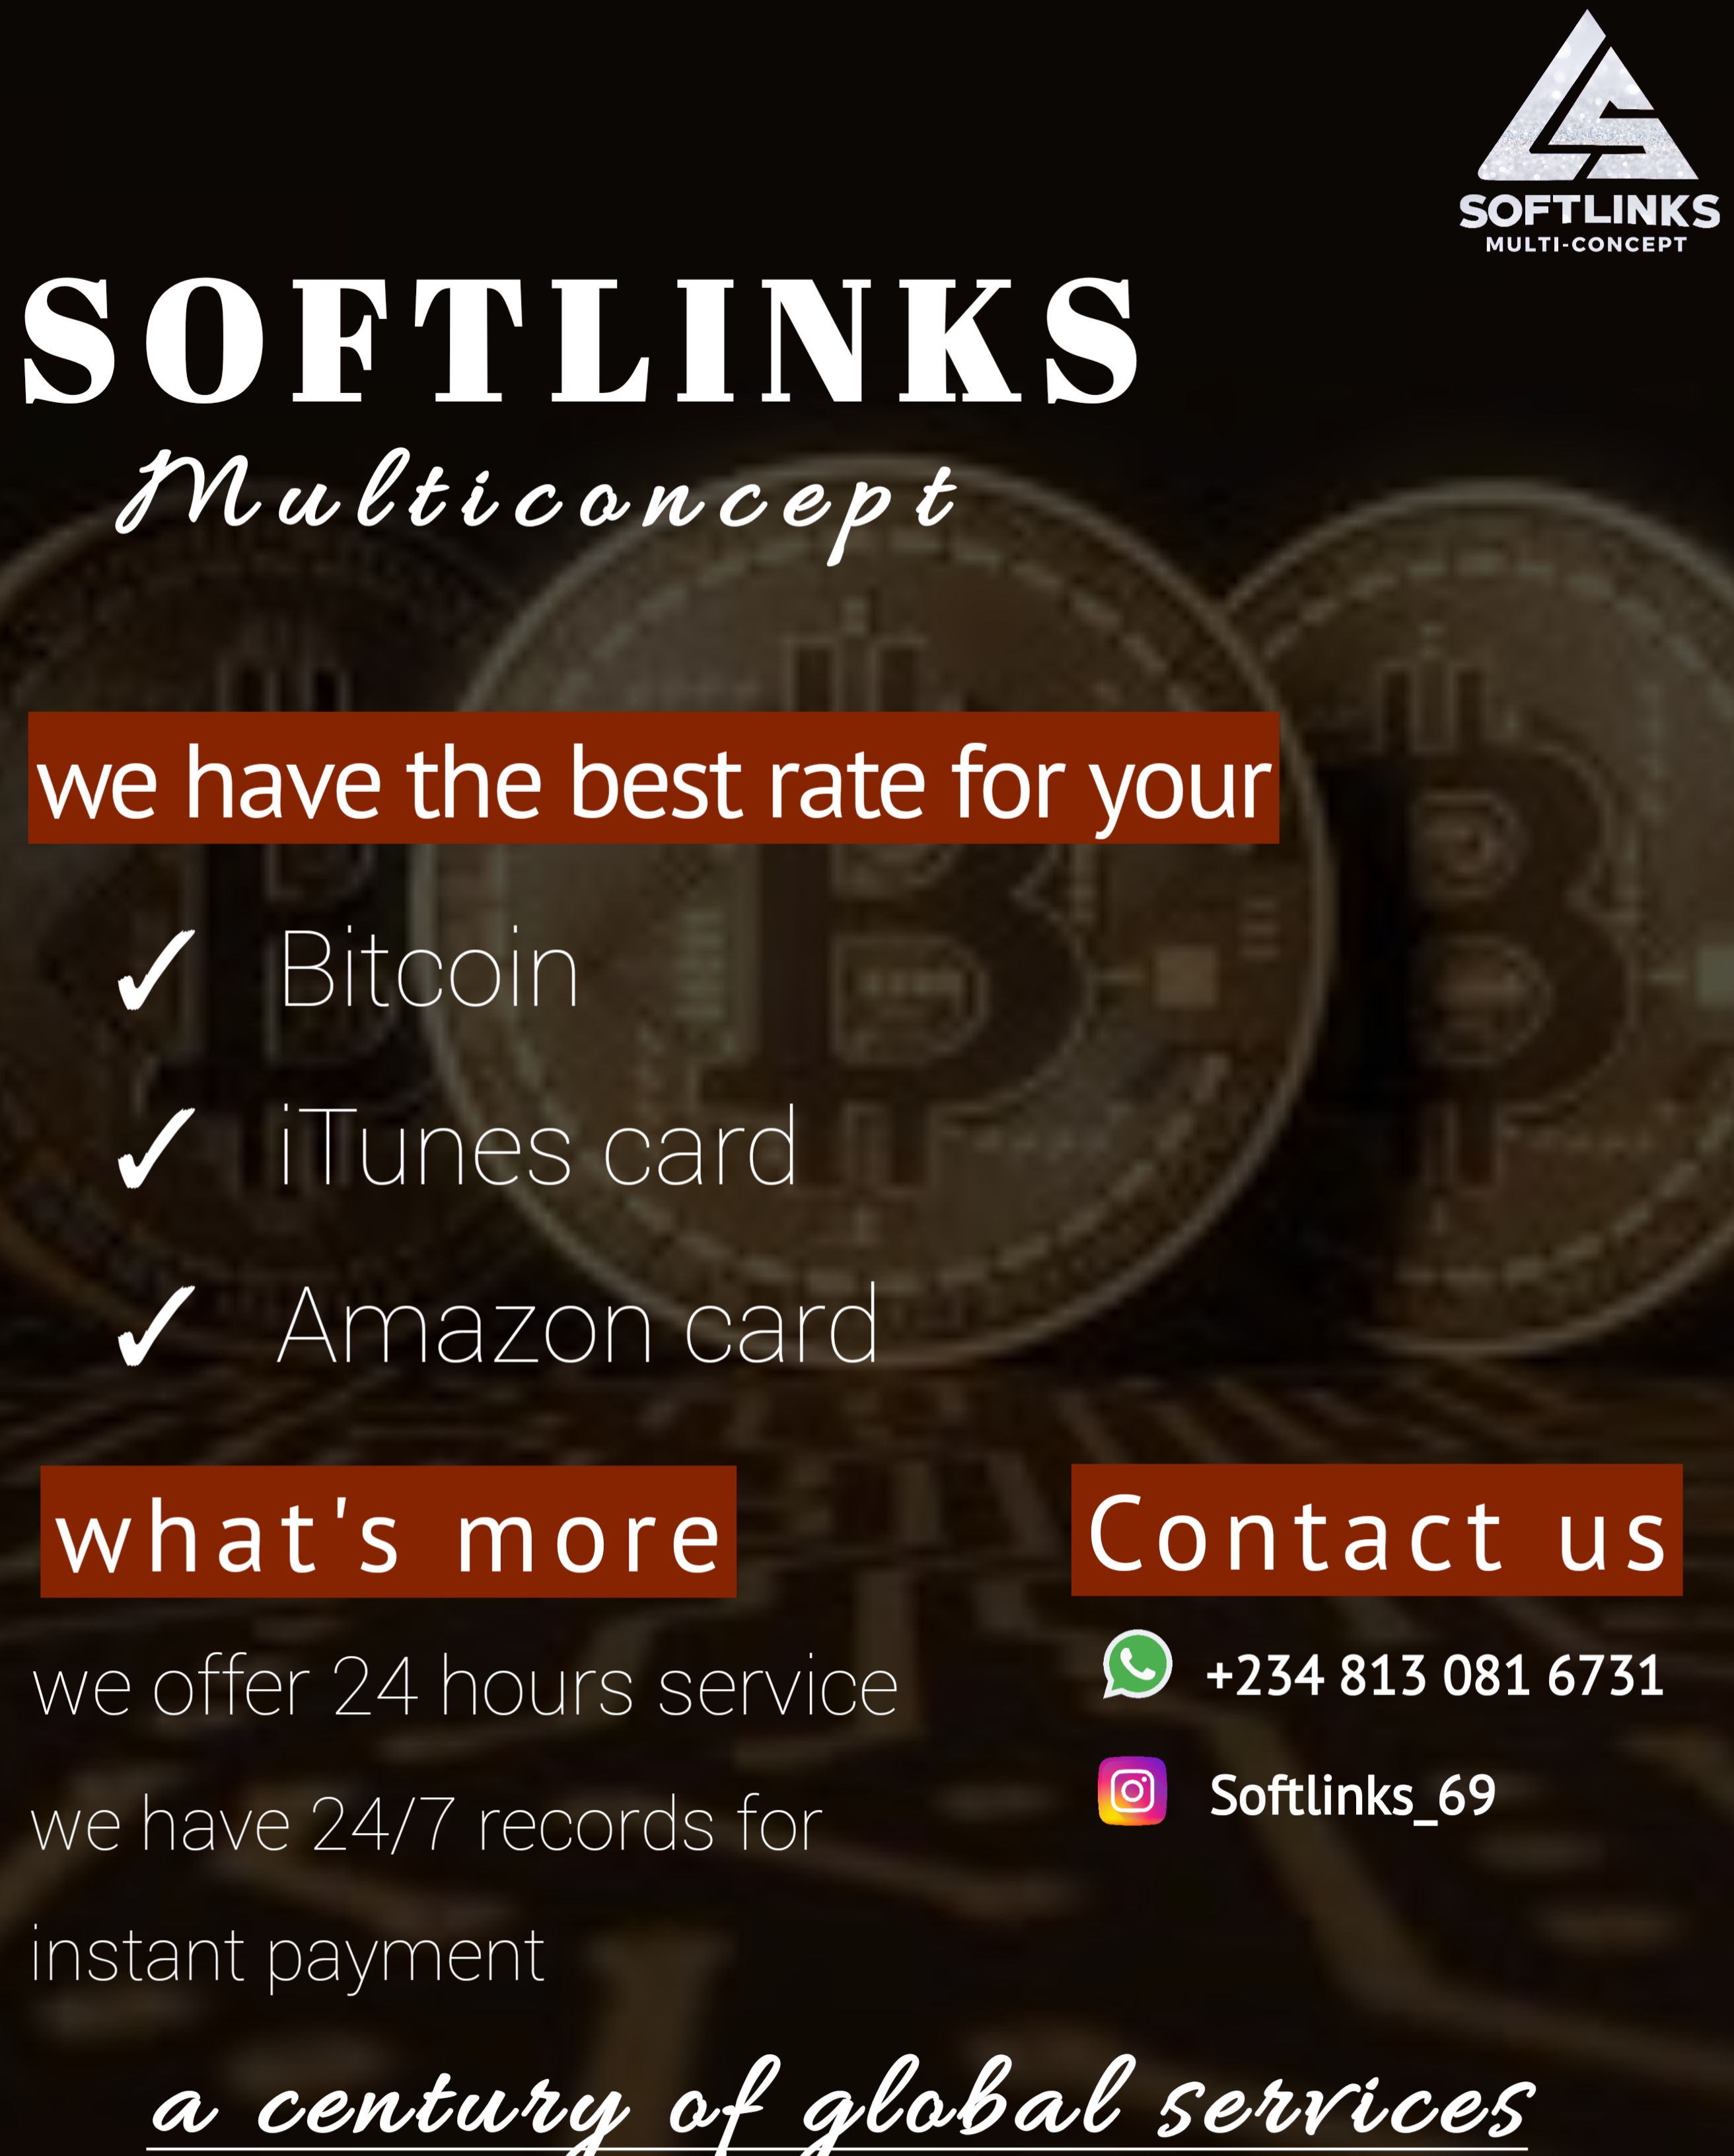 SOFTLINKS
MULTI-CONCEPT
SOFTLINKS
Multiconcept
we have the best rate for your
✓ Bitcoin
✓ iTunes card
✓ Amazon card
what's more
we offer 24 hours service
we have 24/7 records for
instant payment
Contact us
+234 813 081 6731
Softlinks_69
a century of global services